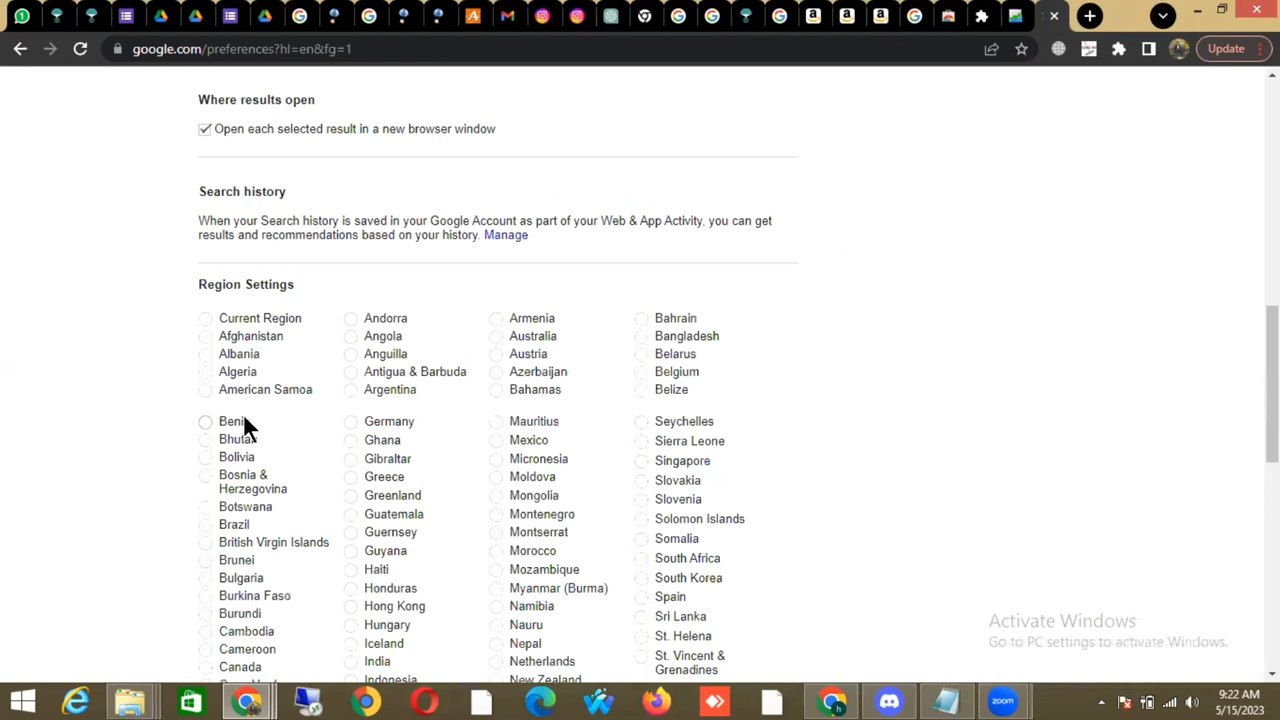 google.com/preferences?hl=en&fg=1
Update
Where results open
Open each selected result in a new browser window
Search history
When your Search history is saved in your Google Account as part of your Web & App Activity, you can get
results and recommendations based on your history. Manage
Region Settings
Current Region Andorra Armenia Bahrain
Afghanistan Angola Australia Bangladesh
Albania Anguilla Austria Belarus
Algeria Antigua & Barbuda Azerbaijan Belgium
American Samoa Argentina Bahamas Belize
Germany Mauritius Seychelles
Ghana Mexico Sierra Leone
Bolivia Gibraltar Micronesia Singapore
Bosnia &
Herzegovina
Greece Moldova Slovakia
Greenland Mongolia Slovenia
Botswana Guatemala Montenegro Solomon Islands
Brazil Guernsey Montserrat Somalia
British Virgin Islands Guyana Morocco South Africa
Brunei Haiti Mozambique South Korea
Bulgaria Honduras Myanmar (Burma) Spain
Burkina Faso Hong Kong Namibia Sri Lanka
Burundi Hungary Nauru St. Helena
Cambodia Iceland Nepal St. Vincent &
Grenadines
Cameroon India Netherlands
Canada Indonesia New Zealand
Activate Windows
Go to PC settings to activate Windows.
zoom
9:22 AM
5/15/2023